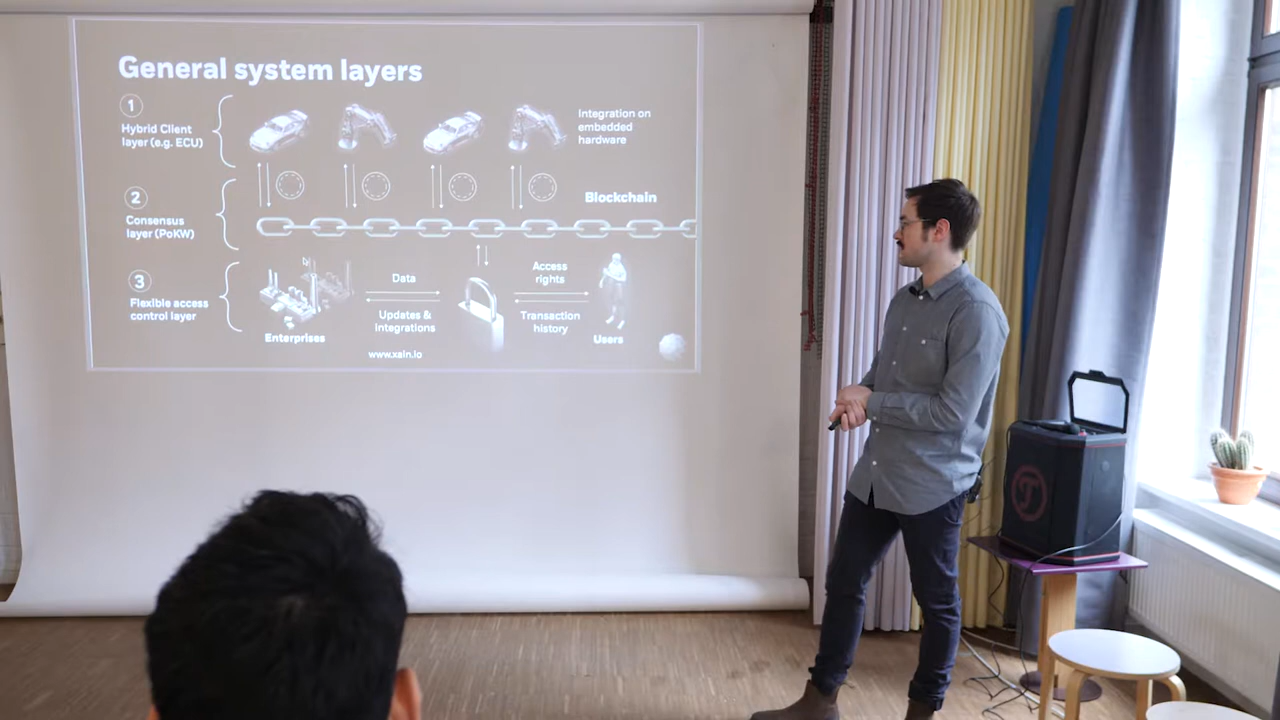 General system layers
1
Hybrid Client
layer (e.g. ECU)
Integration on
embedded
hardware
2
Consensus
layer (PoKW)
Blockchain
3
Flexible access
control layer
Enterprises
Data
Updates &
Integrations
Access
rights
Transaction
history
Users
www.xain.io